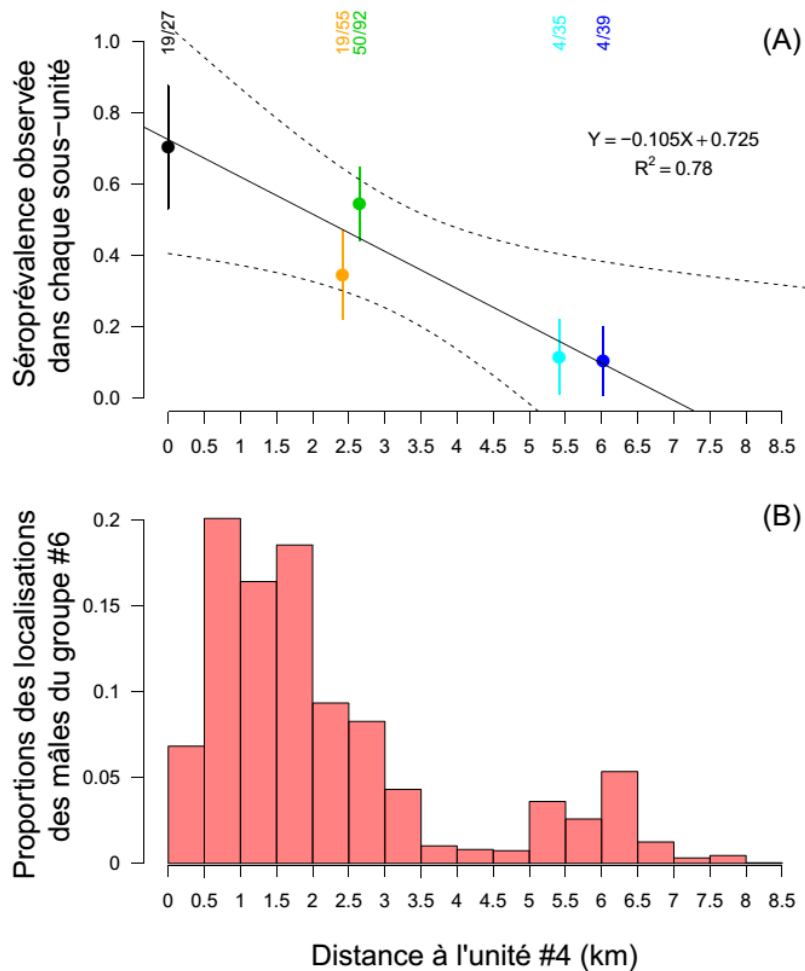 19/27
19/55
50/92
4/35
4/39
(A)
Séroprévalence observée
dans chaque sous−unité
1.0
0.8
0.6
0.4
0.2
0.0
Y = −0.105X + 0.725
R² = 0.78
0 0.5 1 1.5 2 2.5 3 3.5 4 4.5 5 5.5 6 6.5 7 7.5 8 8.5
(B)
Proportions des localisations
des mâles du groupe #6
0.2
0.15
0.1
0.05
0
0 0.5 1 1.5 2 2.5 3 3.5 4 4.5 5 5.5 6 6.5 7 7.5 8 8.5
Distance à l'unité #4 (km)